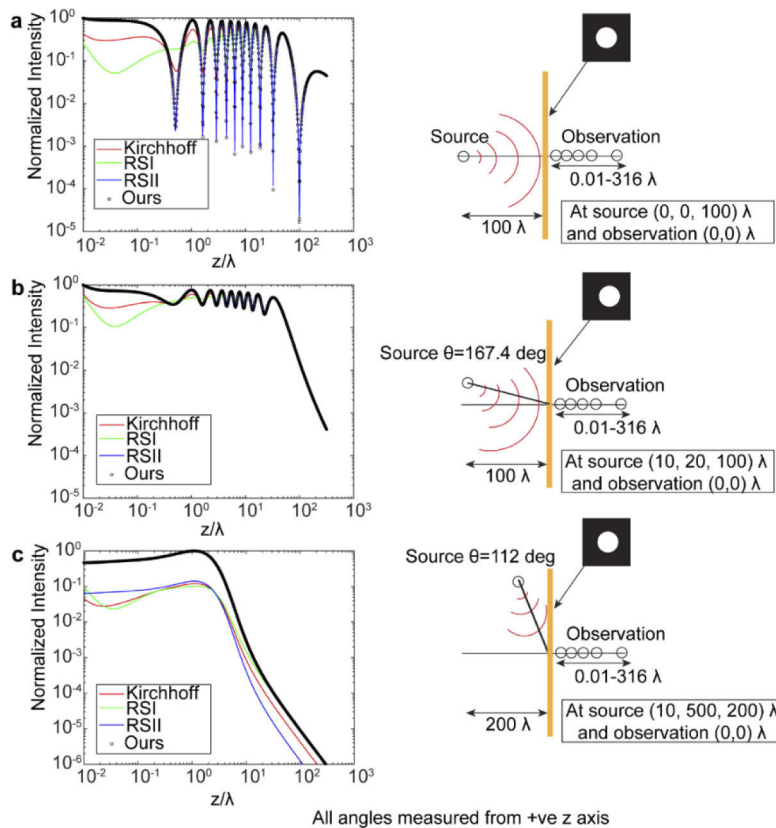 a
Normalized Intensity
10^0
10^-1
10^-2
10^-3
10^-4
10^-5
Kirchhoff
RSI
RSII
Ours
10^-2 10^-1 10^0 10^1 10^2 10^3
z/λ
Source
Observation
0.01-316 λ
100 λ
At source (0, 0, 100) λ
and observation (0,0) λ
b
Normalized Intensity
10^0
10^-1
10^-2
10^-3
10^-4
10^-5
Kirchhoff
RSI
RSII
Ours
10^-2 10^-1 10^0 10^1 10^2 10^3
z/λ
Source θ=167.4 deg
Observation
0.01-316 λ
100 λ
At source (10, 20, 100) λ
and observation (0,0) λ
c
Normalized Intensity
10^0
10^-1
10^-2
10^-3
10^-4
10^-5
10^-6
Kirchhoff
RSI
RSII
Ours
10^-2 10^-1 10^0 10^1 10^2 10^3
z/λ
Source θ=112 deg
Observation
0.01-316 λ
200 λ
At source (10, 500, 200) λ
and observation (0,0) λ
All angles measured from +ve z axis